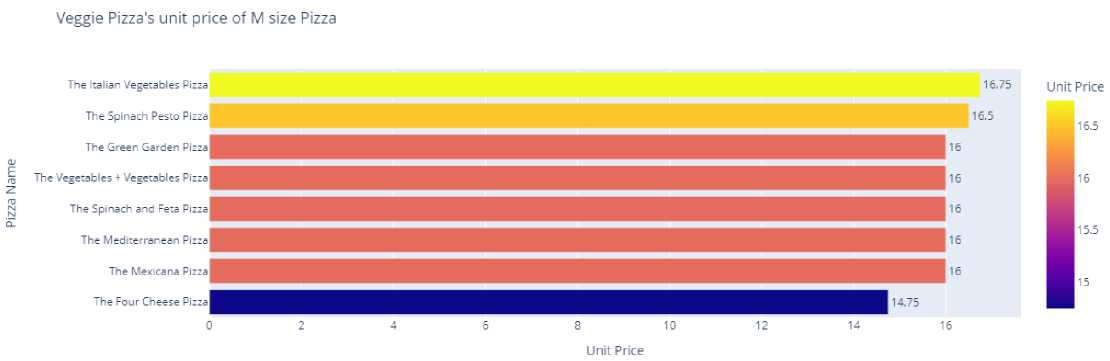 Veggie Pizza's unit price of M size Pizza
The Italian Vegetables Pizza
16.75
The Spinach Pesto Pizza
16.5
The Green Garden Pizza
16
The Vegetables + Vegetables Pizza
16
The Spinach and Feta Pizza
16
The Mediterranean Pizza
16
The Mexicana Pizza
16
The Four Cheese Pizza
14.75
0 2 4 6 8 10 12 14 16
Unit Price
Pizza Name
Unit Price
16.5
16
15.5
15